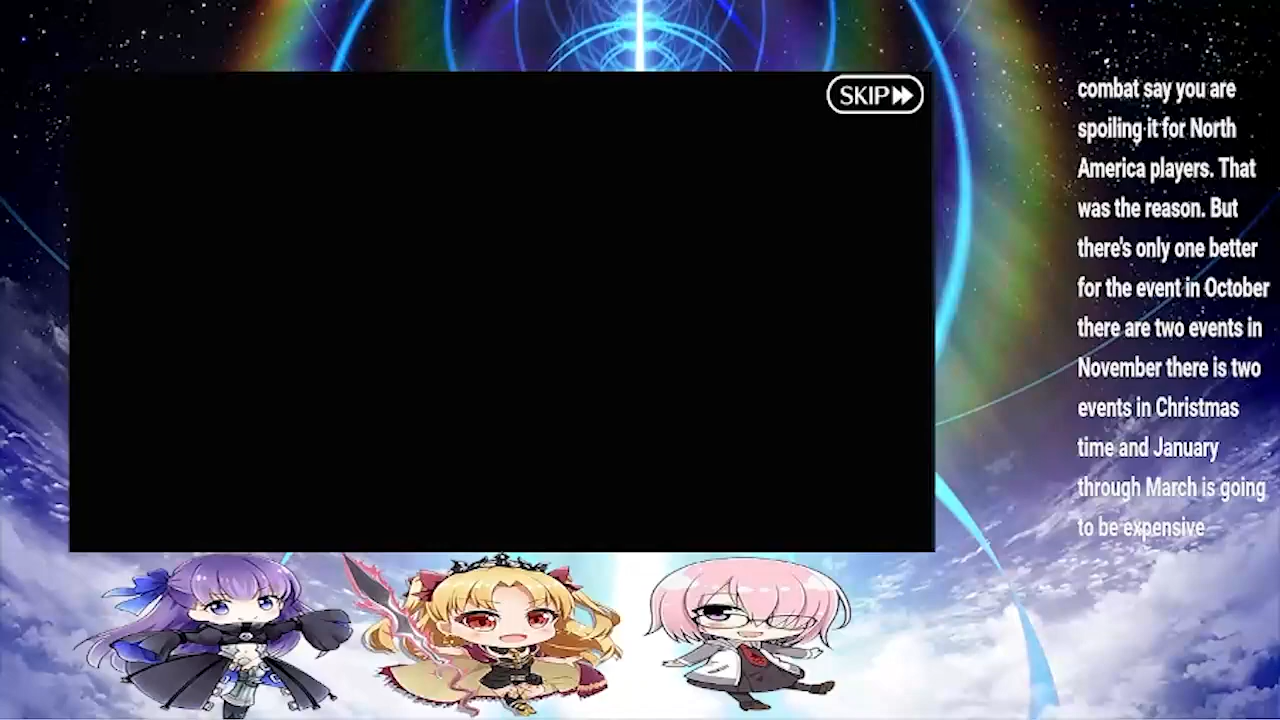 SKIP
combat say you are
spoiling it for North
America players. That
was the reason. But
there's only one better
for the event in October
there are two events in
November there is two
events in Christmas
time and January
through March is going
to be expensive